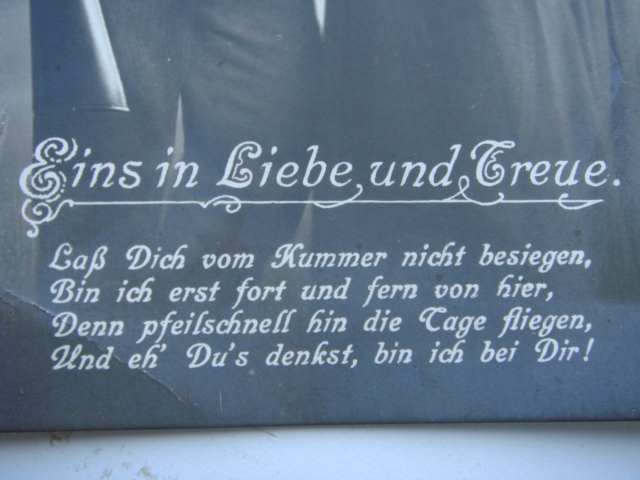 Eins in Liebe und Treue.
Laß Dich vom Kummer nicht besiegen,
Bin ich erst fort und fern von hier,
Denn pfeilschnell hin die Tage fliegen,
Und eh' Du's denkst, bin ich bei Dir!